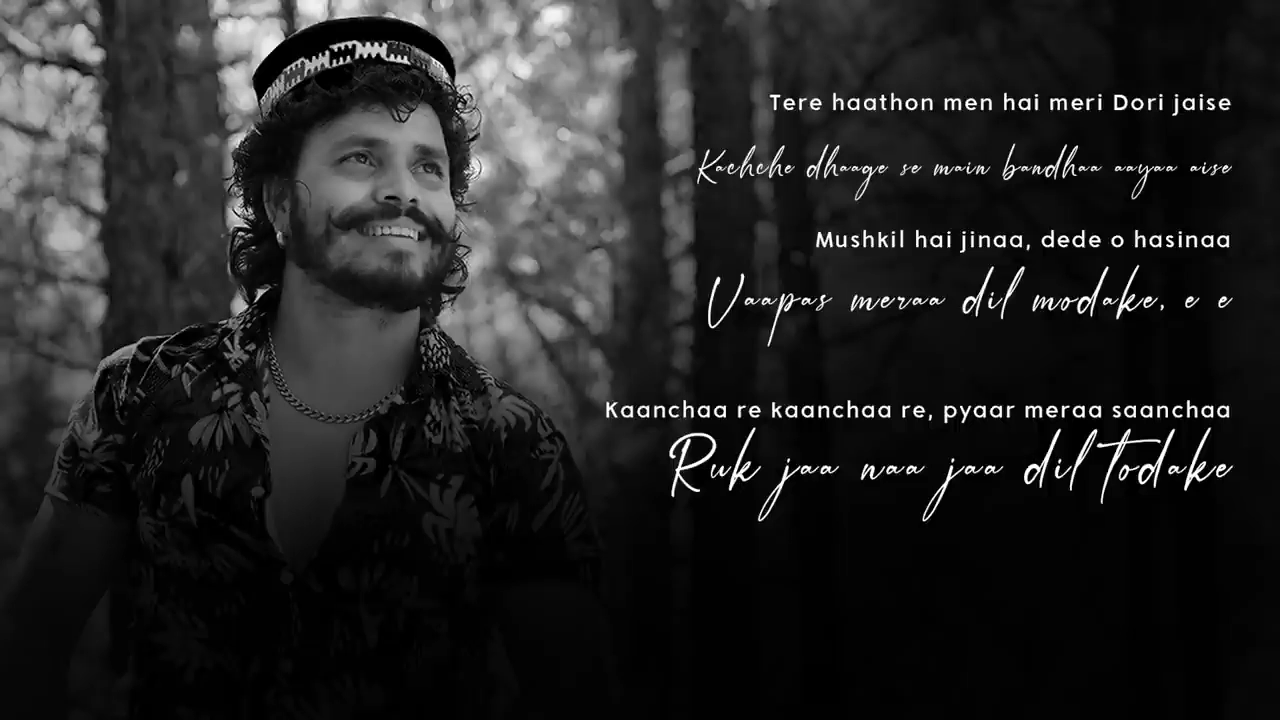 Tere haathon men hai meri Dori jaise
Kachche dhaage se main bandhaa aayaa aise
Mushkil hai jinaa, dede o hasinaa
Vaapas meraa dil modake, e e
Kaanchaa re kaanchaa re, pyaar meraa saanchaa
Ruk jaa naa jaa dil Todake